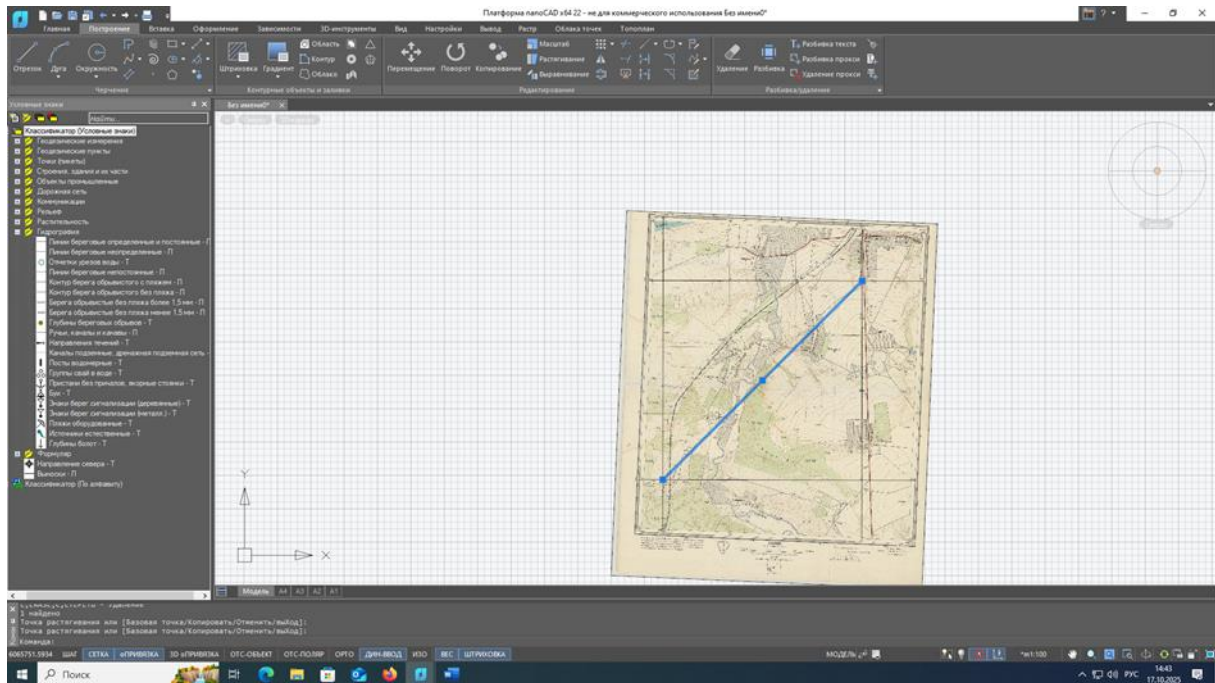 Платформа nanoCAD x64 22 - не для коммерческого использования Без имени0*
Главная Построение Вставка Оформление Зависимости 3D-инструменты Вид Настройки Вывод Растр Облака точек Топоплан
Отрезок Дуга Окружность
Штриховка Градиент
Область
Контур
Облако
Перемещение Поворот Копирование
Масштаб
Растягивание
Выравнивание
Удаление Разбивка
Разбивка текста
Разбивка прокси
Удаление прокси
Черчение Контурные объекты и заливки Редактирование Разбивка/удаление
Условные знаки
Найти...
Без имени0*
Классификатор (Условные знаки)
Геодезические измерения
Геодезические пункты
Точки (пикеты)
Строения, здания и их части
Объекты промышленные
Дорожная сеть
Коммуникации
Рельеф
Растительность
Гидрография
Линии береговые определенные и постоянные - П
Линии береговые неопределенные - П
Отметки урезов воды - Т
Линии береговые непостоянные - П
Контур берега обрывистого с пляжем - П
Контур берега обрывистого без пляжа - П
Берега обрывистые без пляжа более 1,5 мм - П
Берега обрывистые без пляжа менее 1.5 мм - П
Глубины береговых обрывов - Т
Ручьи, каналы и канавы - П
Направления течений - Т
Каналы подземные, дренажная подземная сеть -
Посты водомерные - Т
Группы свай в воде - Т
Пристани без причалов, якорные стоянки - Т
Буи - Т
Знаки берег сигнализации (деревянные) - Т
Знаки берег сигнализации (металл.) - Т
Пляжи оборудованные - Т
Источники естественные - Т
Глубины болот - Т
Формуляр
Направление севера - Т
Выноски - П
Классификатор (По алфавиту)
Y
X
Модель A4 A3 A2 A1
1 найдено
Точка растягивания или [Базовая точка/Копировать/Отменить/выХод]:
Точка растягивания или [Базовая точка/Копировать/Отменить/выХод]:
Команда:
6065751.5934 ШАГ СЕТКА оПРИВЯЗКА 3D оПРИВЯЗКА ОТС-ОБЪЕКТ ОТС-ПОЛЯР ОРТО ДИН-ВВОД ИЗО ВЕС ШТРИХОВКА МОДЕЛЬ *м1:100
Поиск
РУС
14:43
17.10.2025